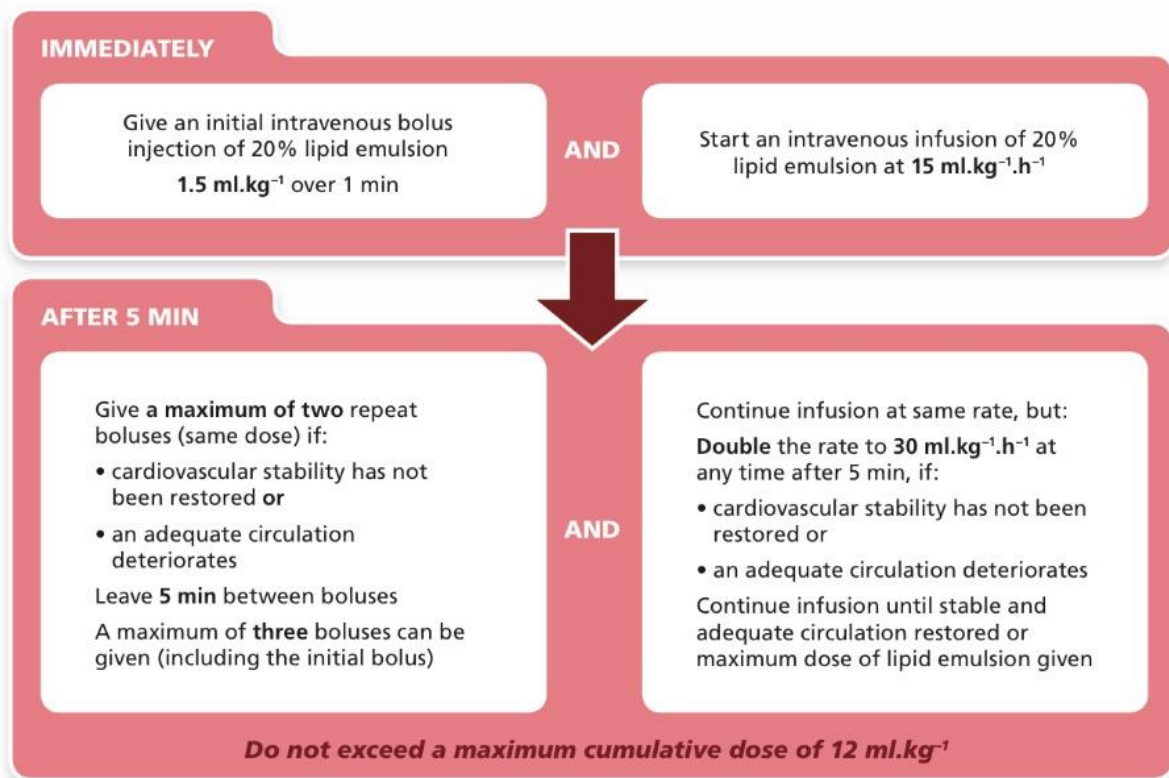 IMMEDIATELY
Give an initial intravenous bolus
injection of 20% lipid emulsion
1.5 ml.kg⁻¹ over 1 min
AND
Start an intravenous infusion of 20%
lipid emulsion at 15 ml.kg⁻¹.h⁻¹
AFTER 5 MIN
Give a maximum of two repeat
boluses (same dose) if:
• cardiovascular stability has not
been restored or
• an adequate circulation
deteriorates
Leave 5 min between boluses
A maximum of three boluses can be
given (including the initial bolus)
AND
Continue infusion at same rate, but:
Double the rate to 30 ml.kg⁻¹.h⁻¹ at
any time after 5 min, if:
• cardiovascular stability has not been
restored or
• an adequate circulation deteriorates
Continue infusion until stable and
adequate circulation restored or
maximum dose of lipid emulsion given
Do not exceed a maximum cumulative dose of 12 ml.kg⁻¹